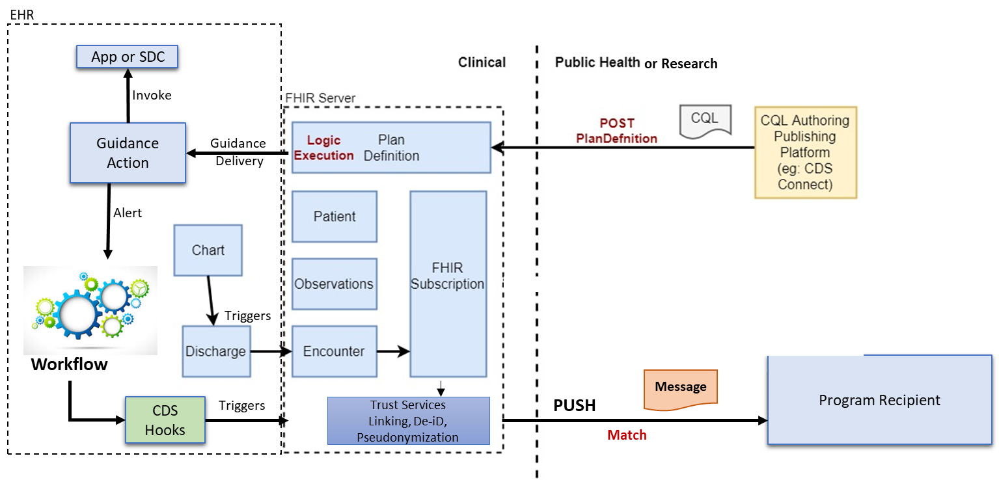 EHR
App or SDC
Invoke
Guidance
Action
Alert
Workflow
CDS
Hooks
Triggers
Chart
Triggers
Discharge
Guidance
Delivery
Clinical
FHIR Server
Logic
Execution
Plan
Definition
Patient
Observations
Encounter
FHIR
Subscription
Trust Services
Linking, De-iD,
Pseudonymization
Public Health or Research
POST
PlanDefnition
CQL
CQL Authoring
Publishing
Platform
(eg: CDS
Connect)
PUSH
Match
Message
Program Recipient